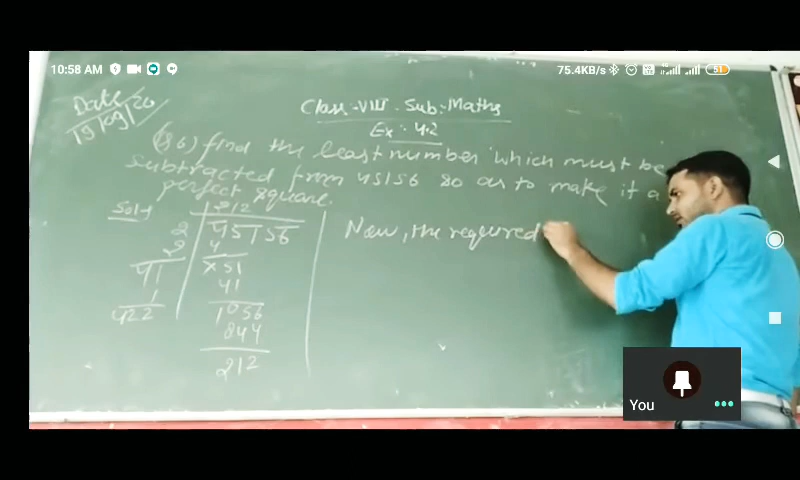 10:58 AM
75.4KB/s
51
Date
19/09/20
Class-VIII Sub:-Maths
Ex:-4.2
(Q6) find the least number which must be
subtracted from 45156 so as to make it a
perfect square.
Soln
212
2 45156
2 4
41 ×51
1 41
422 1056
844
212
Now, the required
You